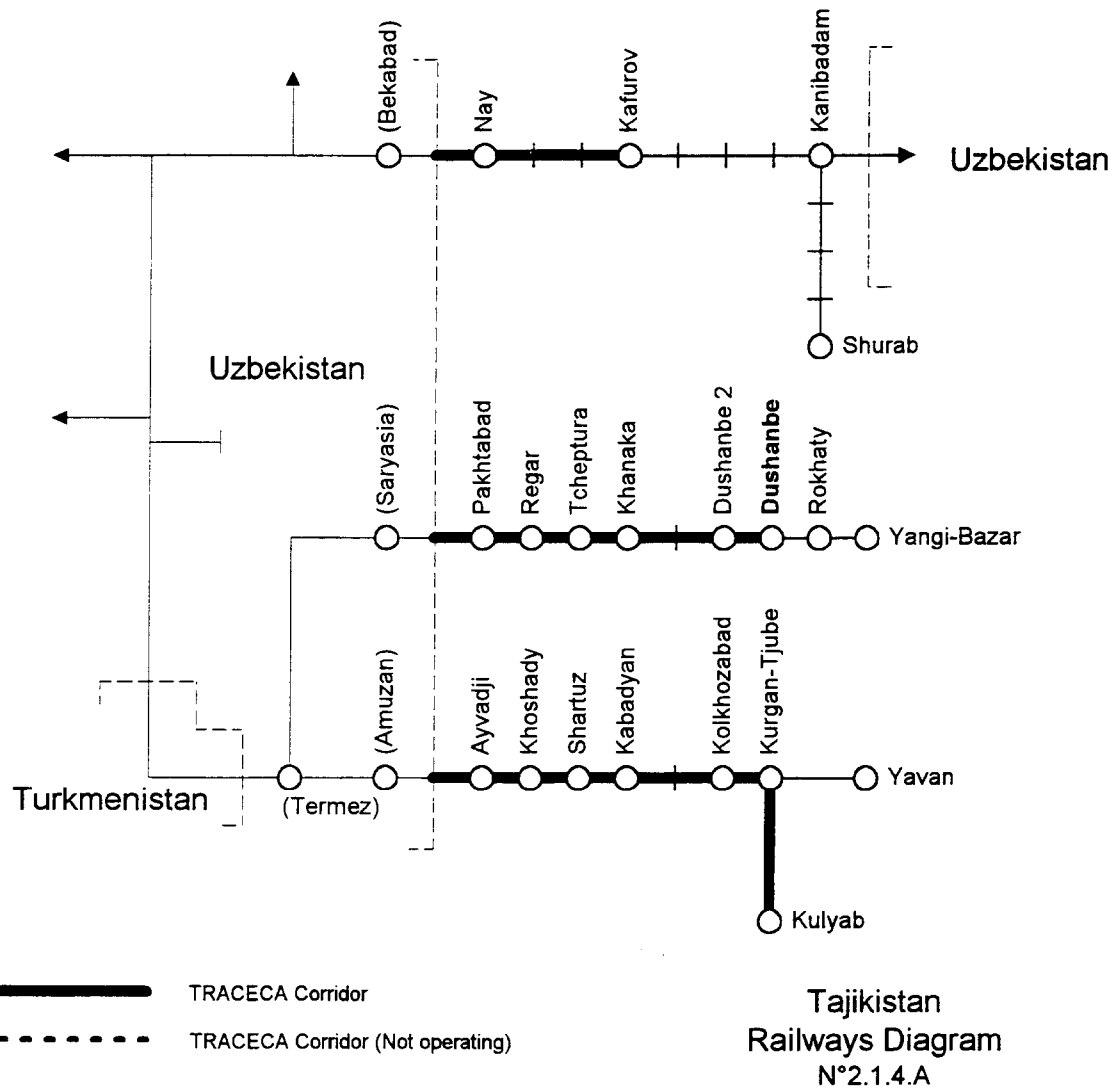 (Bekabad)
Nay
Kafurov
Kanibadam
Uzbekistan
Shurab
Uzbekistan
(Saryasia)
Pakhtabad
Regar
Tcheptura
Khanaka
Dushanbe 2
Dushanbe
Rokhaty
Yangi-Bazar
(Amuzan)
Ayvadji
Khoshady
Shartuz
Kabadyan
Kolkhozabad
Kurgan-Tjube
Yavan
Turkmenistan
(Termez)
Kulyab
TRACECA Corridor
TRACECA Corridor (Not operating)
Tajikistan
Railways Diagram
N°2.1.4.A